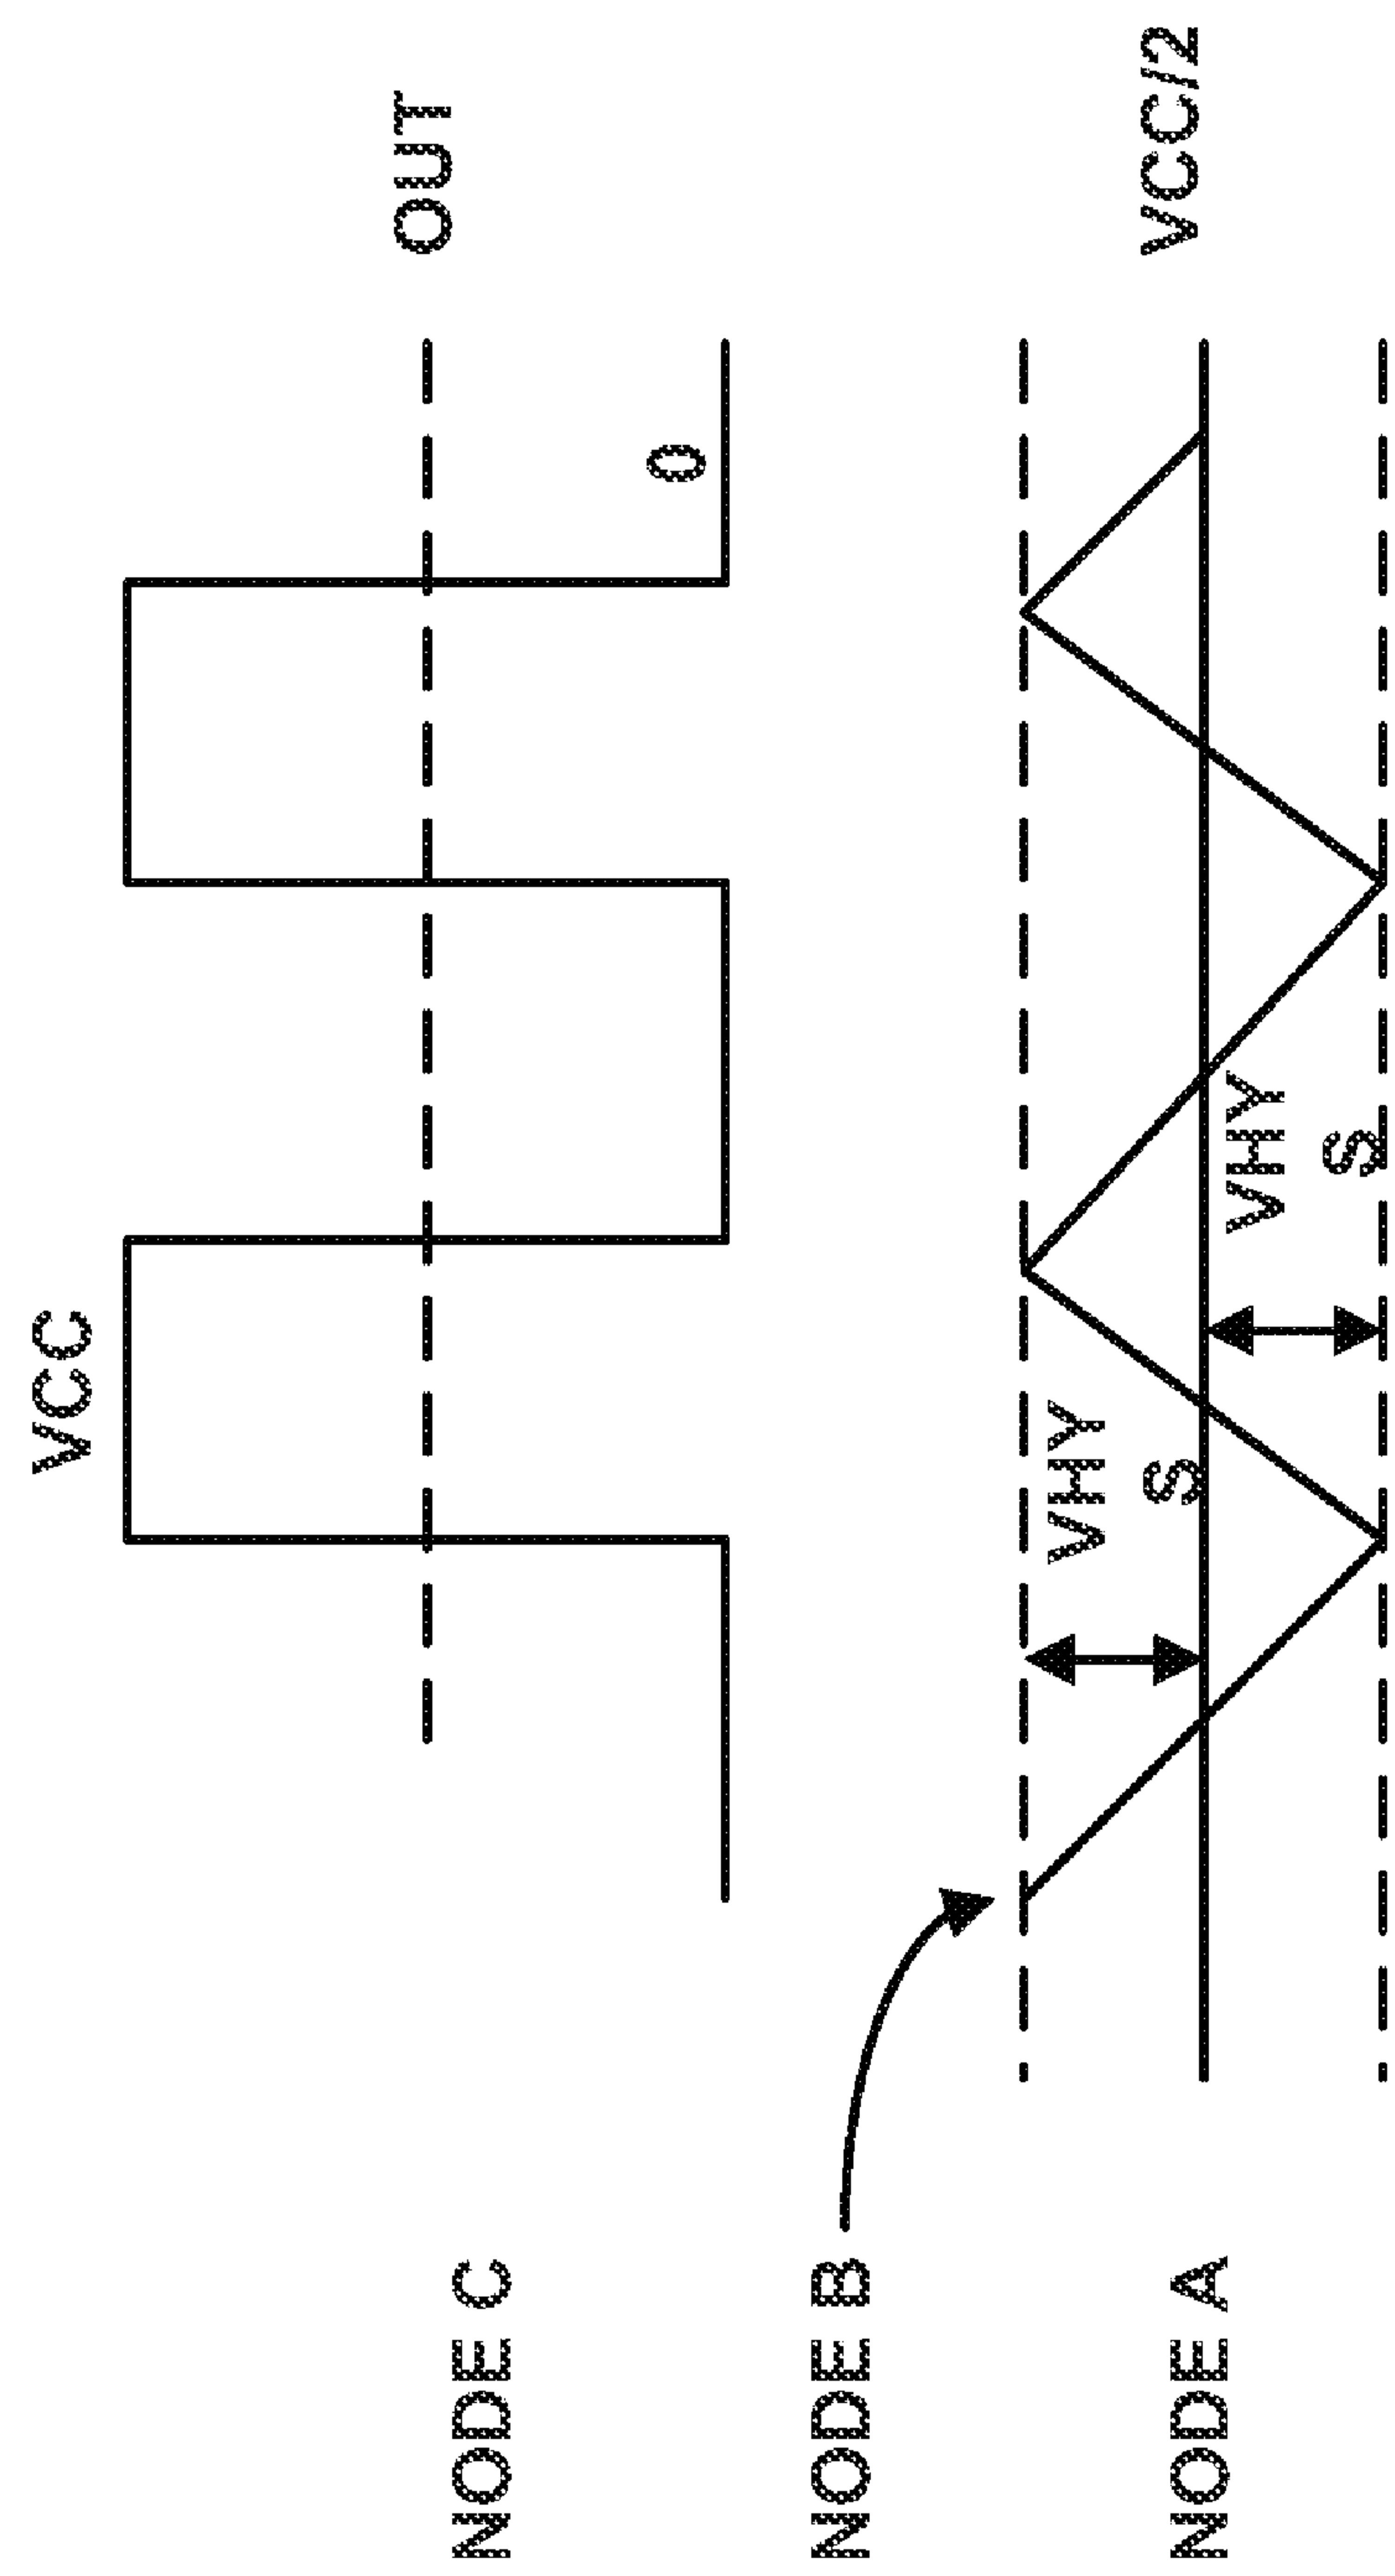 VCC
NODE C
OUT
0
NODE B
VHY
S
NODE A
VCC/2
VHY
S